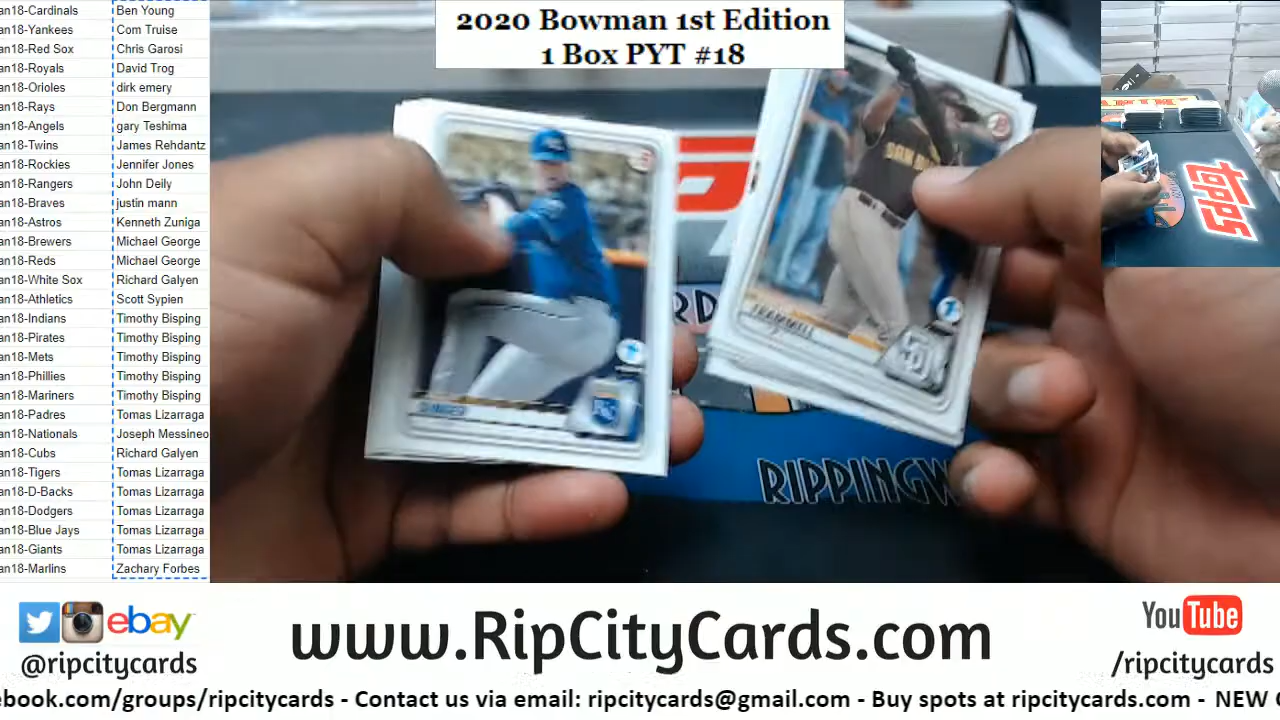 2020 Bowman 1st Edition
1 Box PYT #18
an18-Cardinals Ben Young
an18-Yankees Com Truise
an18-Red Sox Chris Garosi
an18-Royals David Trog
an18-Orioles dirk emery
an18-Rays Don Bergmann
an18-Angels gary Teshima
an18-Twins James Rehdantz
an18-Rockies Jennifer Jones
an18-Rangers John Deily
an18-Braves justin mann
an18-Astros Kenneth Zuniga
an18-Brewers Michael George
an18-Reds Michael George
an18-White Sox Richard Galyen
an18-Athletics Scott Sypien
an18-Indians Timothy Bisping
an18-Pirates Timothy Bisping
an18-Mets Timothy Bisping
an18-Phillies Timothy Bisping
an18-Mariners Timothy Bisping
an18-Padres Tomas Lizarraga
an18-Nationals Joseph Messineo
an18-Cubs Richard Galyen
an18-Tigers Tomas Lizarraga
an18-D-Backs Tomas Lizarraga
an18-Dodgers Tomas Lizarraga
an18-Blue Jays Tomas Lizarraga
an18-Giants Tomas Lizarraga
an18-Marlins Zachary Forbes
SINGER
KC
TRAMMELL
SD
RIPPINGW
topps
ebay
@ripcitycards
www.RipCityCards.com
YouTube
/ripcitycards
ebook.com/groups/ripcitycards - Contact us via email: ripcitycards@gmail.com - Buy spots at ripcitycards.com - NEW